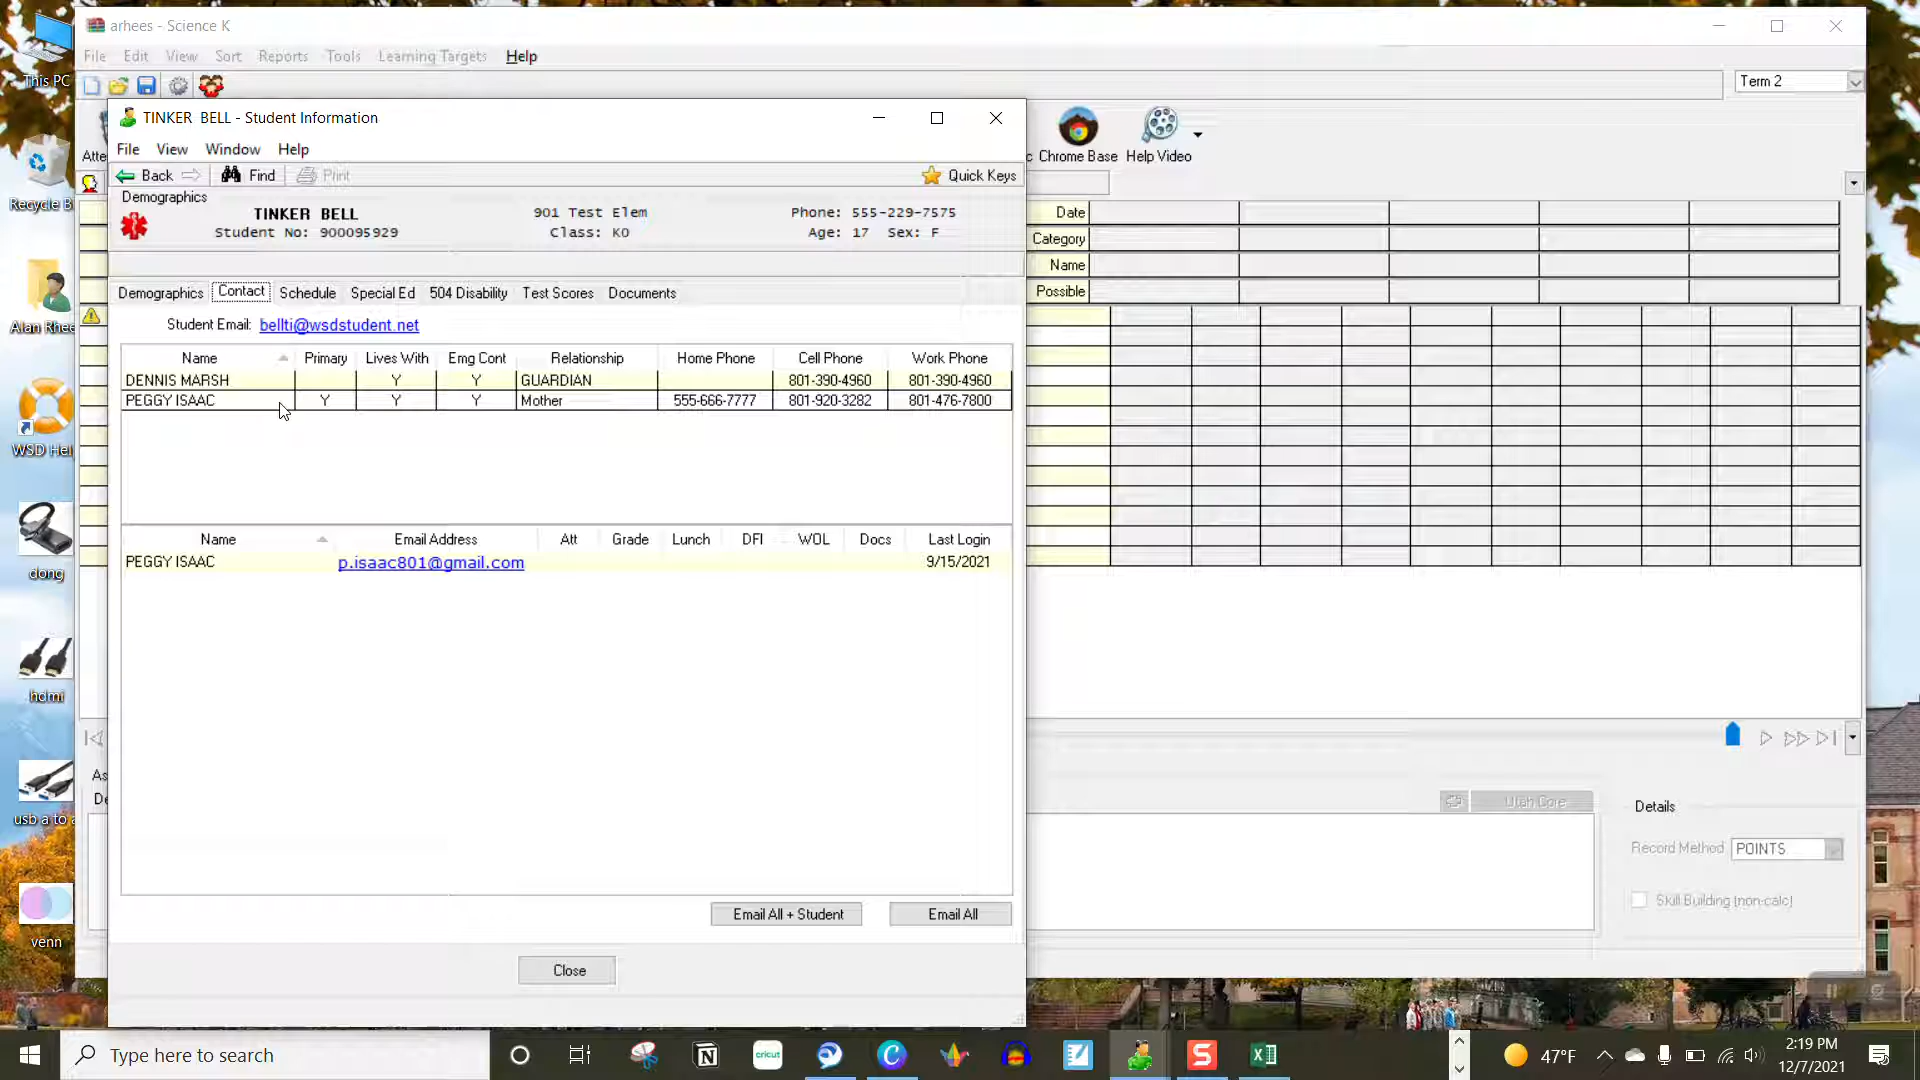 arhees - Science K
File Edit View Sort Reports Tools Learning Targets Help
This PC
Term 2
TINKER BELL - Student Information
File View Window Help
Atte
Chrome Base Help Video
Back Find Print Quick Keys
Recycle B
Demographics
TINKER BELL 901 Test Elem Phone: 555-229-7575
Student No: 900095929 Class: K0 Age: 17 Sex: F
Date
Category
Name
Possible
Demographics Contact Schedule Special Ed 504 Disability Test Scores Documents
Alan Rhee
Student Email: bellti@wsdstudent.net
Name Primary Lives With Emg Cont Relationship Home Phone Cell Phone Work Phone
DENNIS MARSH Y Y GUARDIAN 801-390-4960 801-390-4960
PEGGY ISAAC Y Y Y Mother 555-666-7777 801-920-3282 801-476-7800
WSD Hel
Name Email Address Att Grade Lunch DFI WOL Docs Last Login
PEGGY ISAAC p.isaac801@gmail.com 9/15/2021
dong
hdmi
As
De
usb a to a
Utah Core
Details
Record Method POINTS
Skill Building (non-calc)
Email All + Student Email All
venn
Close
Type here to search
cricut
47°F
2:19 PM
12/7/2021